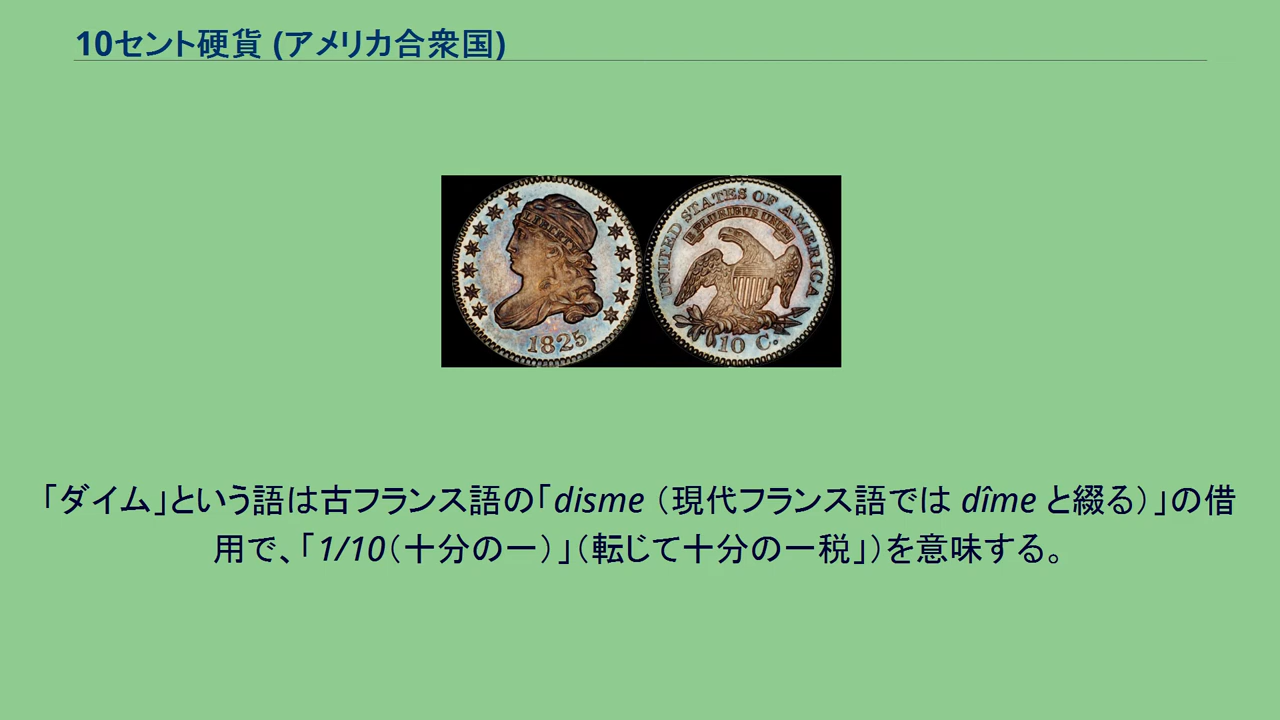 10セント硬貨 (アメリカ合衆国)
LIBERTY
1825
UNITED STATES OF AMERICA
E PLURIBUS UNUM
10 C.
「ダイム」という語は古フランス語の「disme（現代フランス語では dîme と綴る）」の借
用で、「1/10（十分の一）」（転じて十分の一税」）を意味する。